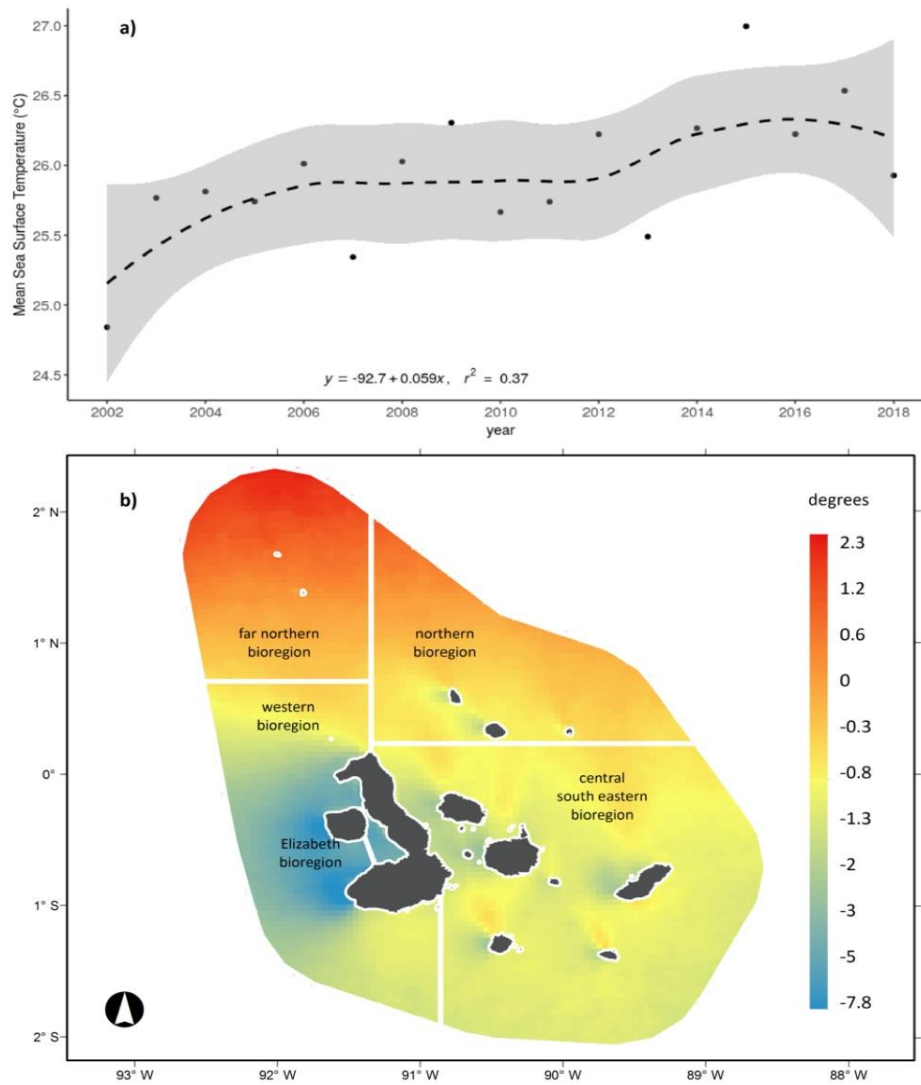 a)
Mean Sea Surface Temperature (°C)
27.0
26.5
26.0
25.5
25.0
24.5
y = -92.7 + 0.059x, r² = 0.37
2002 2004 2006 2008 2010 2012 2014 2016 2018
year
b)
degrees
2.3
1.2
0.6
0
-0.3
-0.8
-1.3
-2
-3
-5
-7.8
2° N
1° N
0°
1° S
2° S
far northern
bioregion
northern
bioregion
western
bioregion
central
south eastern
bioregion
Elizabeth
bioregion
93° W 92° W 91° W 90° W 89° W 88° W